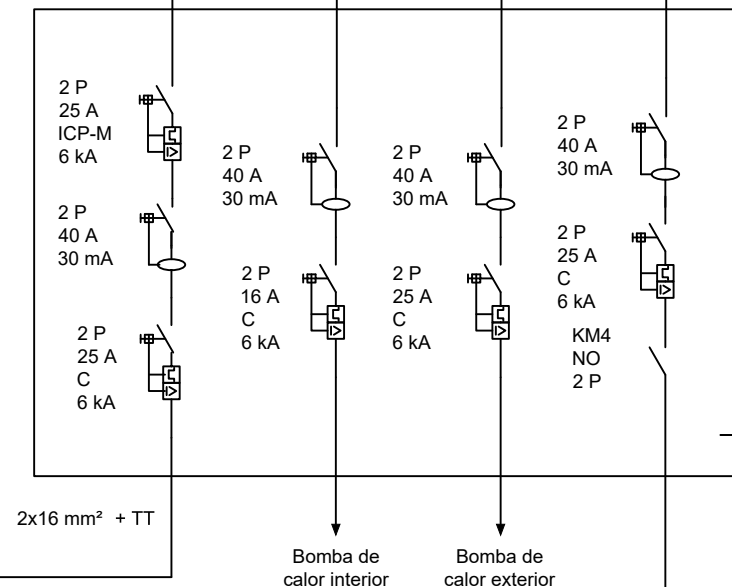 2 P
25 A
ICP-M
6 kA
2 P
40 A
30 mA
2 P
25 A
C
6 kA
2x16 mm² + TT
2 P
40 A
30 mA
2 P
16 A
C
6 kA
Bomba de
calor interior
2 P
40 A
30 mA
2 P
25 A
C
6 kA
Bomba de
calor exterior
2 P
40 A
30 mA
2 P
25 A
C
6 kA
KM4
NO
2 P